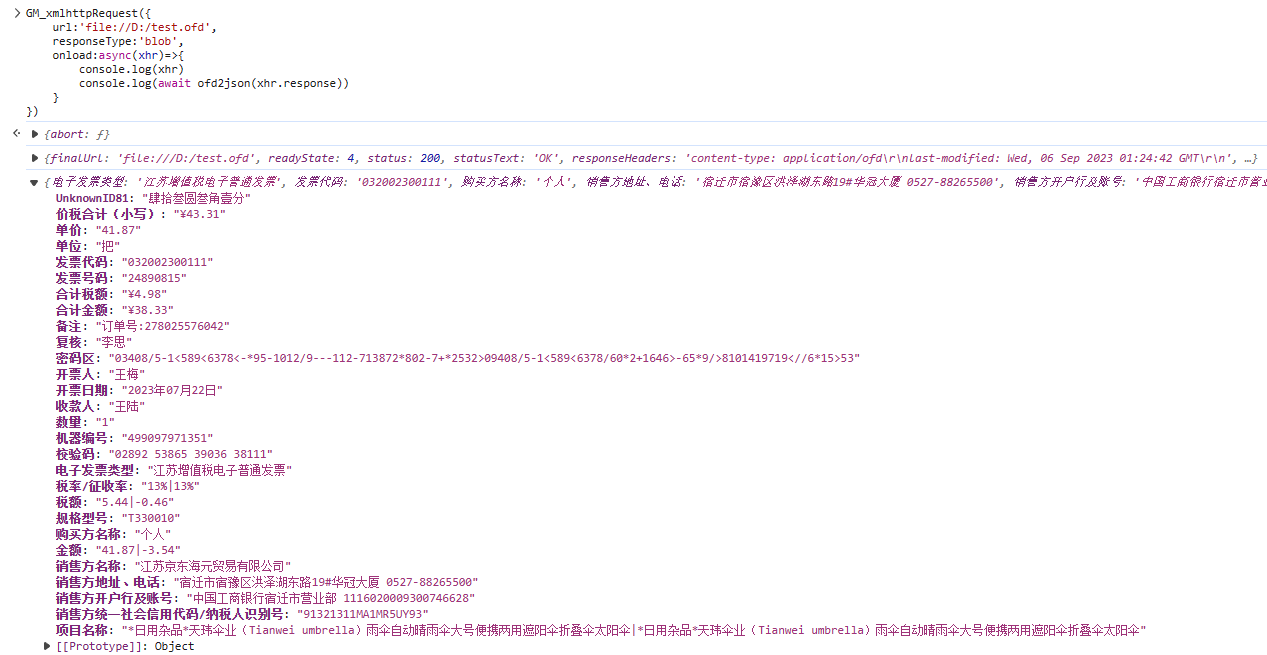 GM_xmlhttpRequest({
url:'file://D:/test.ofd',
responseType:'blob',
onload:async(xhr)=>{
console.log(xhr)
console.log(await ofd2json(xhr.response))
}
})
{abort: ƒ}
{finalUrl: 'file:///D:/test.ofd', readyState: 4, status: 200, statusText: 'OK', responseHeaders: 'content-type: application/ofd\r\nlast-modified: Wed, 06 Sep 2023 01:24:42 GMT\r\n', …}
{电子发票类型: '江苏增值税电子普通发票', 发票代码: '032002300111', 购买方名称: '个人', 销售方地址、电话: '宿迁市宿豫区洪泽湖东路19#华冠大厦 0527-88265500', 销售方开户行及账号: '中国工商银行宿迁市营业
UnknownID81: "肆拾叁圆叁角壹分"
价税合计（小写）: "¥43.31"
单价: "41.87"
单位: "把"
发票代码: "032002300111"
发票号码: "24890815"
合计税额: "¥4.98"
合计金额: "¥38.33"
备注: "订单号:278025576042"
复核: "李思"
密码区: "03408/5-1<589<6378<-*95-1012/9---112-713872*802-7+*2532>09408/5-1<589<6378/60*2+1646>-65*9/>8101419719<//6*15>53"
开票人: "王梅"
开票日期: "2023年07月22日"
收款人: "王陆"
数里: "1"
机器编号: "499097971351"
校验码: "02892 53865 39036 38111"
电子发票类型: "江苏增值税电子普通发票"
税率/征收率: "13%|13%"
税额: "5.44|-0.46"
规格型号: "T330010"
购买方名称: "个人"
金额: "41.87|-3.54"
销售方名称: "江苏京东海元贸易有限公司"
销售方地址、电话: "宿迁市宿豫区洪泽湖东路19#华冠大厦 0527-88265500"
销售方开户行及账号: "中国工商银行宿迁市营业部 1116020009300746628"
销售方统一社会信用代码/纳税人识别号: "91321311MA1MR5UY93"
项目名称: "*日用杂品*天玮伞业（Tianwei umbrella）雨伞自动晴雨伞大号便携两用遮阳伞折叠伞太阳伞|*日用杂品*天玮伞业（Tianwei umbrella）雨伞自动晴雨伞大号便携两用遮阳伞折叠伞太阳伞"
[[Prototype]]: Object